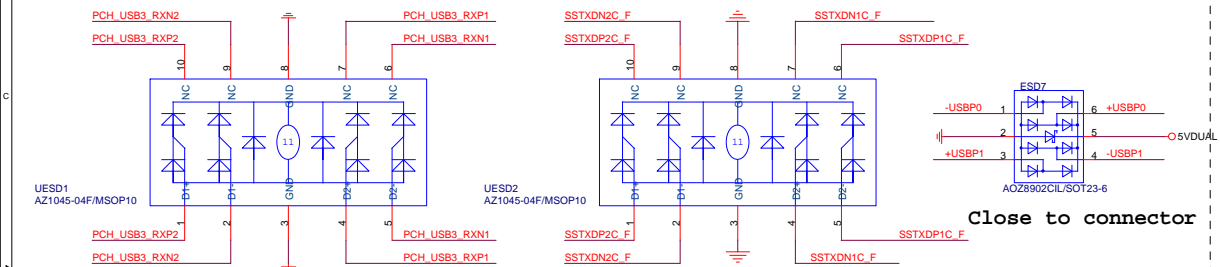 PCH_USB3_RXN2
PCH_USB3_RXP1
SSTXDN2C_F
SSTXDN1C_F
PCH_USB3_RXP2
PCH_USB3_RXN1
SSTXDP2C_F
SSTXDP1C_F
10 9 8 7 6
10 9 8 7 6
NC NC GND NC NC
NC NC GND NC NC
ESD7
C
-USBP0 1 6 +USBP0
2 5 5VDUAL
+USBP1 3 4 -USBP1
11
11
UESD1
AZ1045-04F/MSOP10
UESD2
AZ1045-04F/MSOP10
AOZ8902CIL/SOT23-6
D1+ D1- GND D2+ D2-
D1+ D1- GND D2+ D2-
Close to connector
1 2 3 4 5
1 2 3 4 5
PCH_USB3_RXP2
PCH_USB3_RXN1
SSTXDP2C_F
SSTXDP1C_F
PCH_USB3_RXN2
PCH_USB3_RXP1
SSTXDN2C_F
SSTXDN1C_F